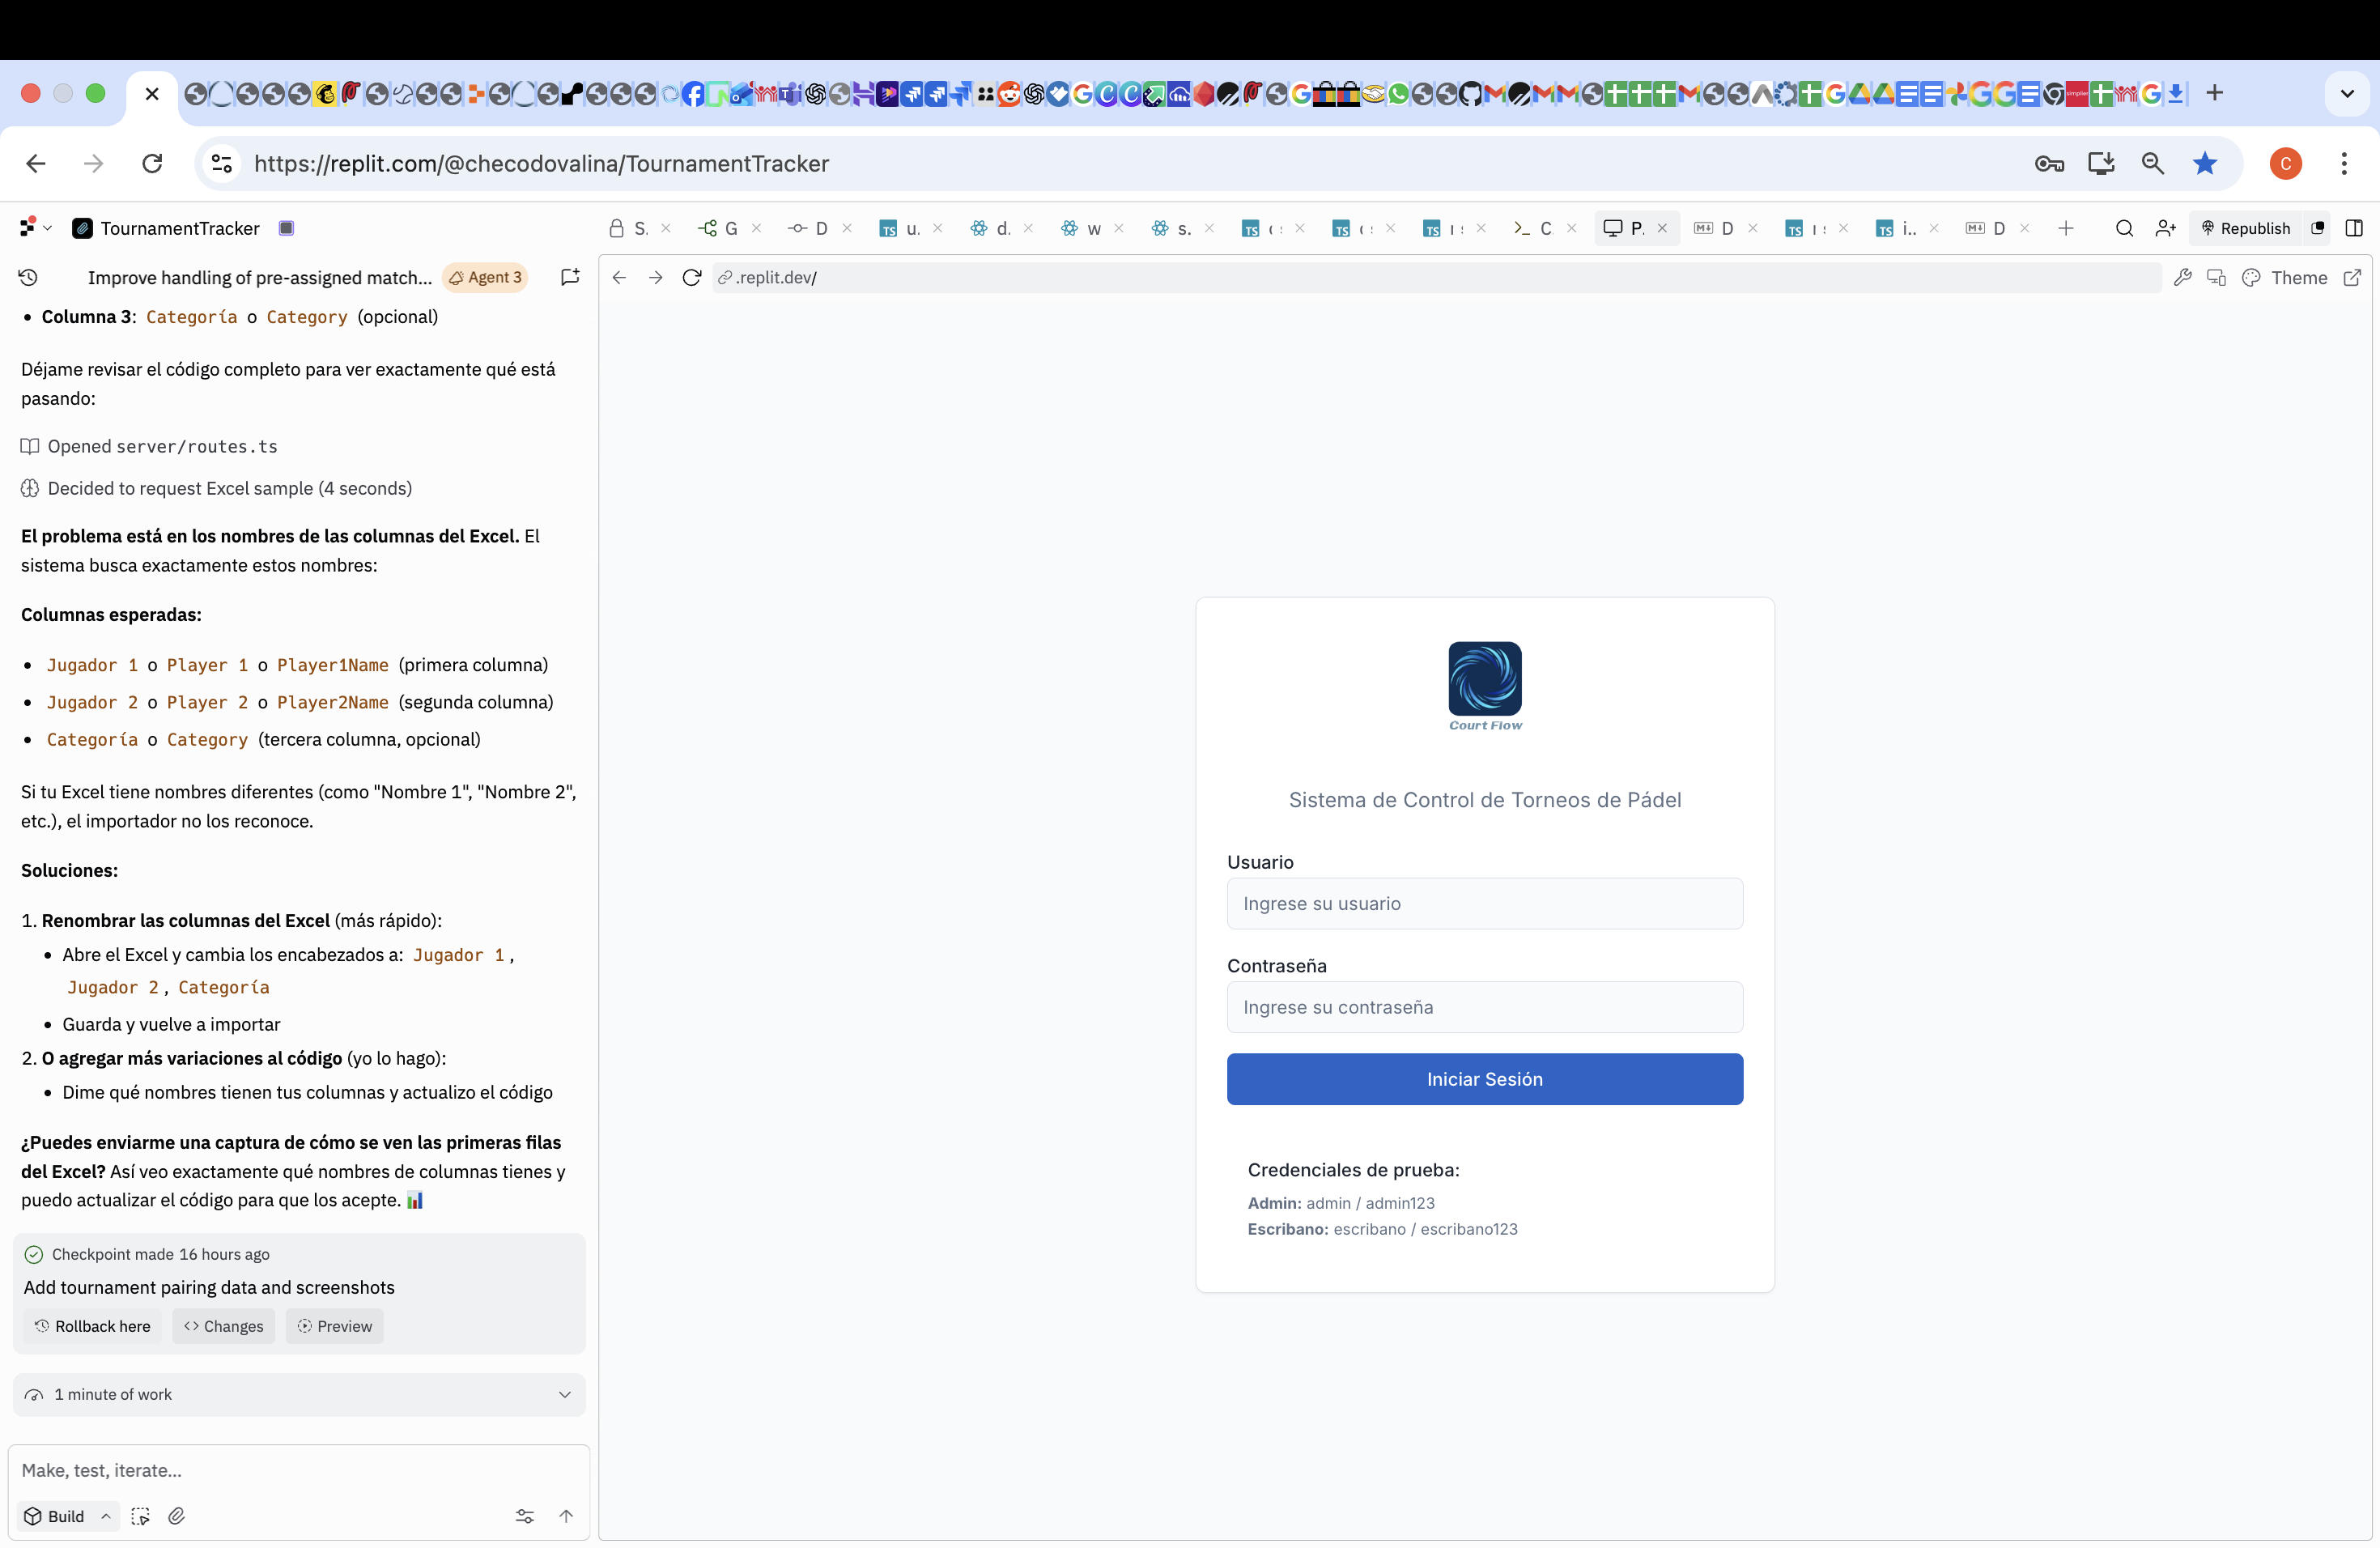 https://replit.com/@checodovalina/TournamentTracker
C
TournamentTracker
S.
G
D
TS u.
d.
w
s.
TS
TS
TS
C
P.
D
TS
TS i..
D
Republish
Improve handling of pre-assigned match...
Agent 3
.replit.dev/
Theme
• Columna 3: Categoría o Category (opcional)
Déjame revisar el código completo para ver exactamente qué está
pasando:
Opened server/routes.ts
Decided to request Excel sample (4 seconds)
El problema está en los nombres de las columnas del Excel. El
sistema busca exactamente estos nombres:
Columnas esperadas:
• Jugador 1 o Player 1 o Player1Name (primera columna)
• Jugador 2 o Player 2 o Player2Name (segunda columna)
• Categoría o Category (tercera columna, opcional)
Si tu Excel tiene nombres diferentes (como "Nombre 1", "Nombre 2",
etc.), el importador no los reconoce.
Soluciones:
1. Renombrar las columnas del Excel (más rápido):
• Abre el Excel y cambia los encabezados a: Jugador 1,
Jugador 2, Categoría
• Guarda y vuelve a importar
2. O agregar más variaciones al código (yo lo hago):
• Dime qué nombres tienen tus columnas y actualizo el código
¿Puedes enviarme una captura de cómo se ven las primeras filas
del Excel? Así veo exactamente qué nombres de columnas tienes y
puedo actualizar el código para que los acepte. 📊
Checkpoint made 16 hours ago
Add tournament pairing data and screenshots
Rollback here
Changes
Preview
1 minute of work
Make, test, iterate...
Build
Court Flow
Sistema de Control de Torneos de Pádel
Usuario
Ingrese su usuario
Contraseña
Ingrese su contraseña
Iniciar Sesión
Credenciales de prueba:
Admin: admin / admin123
Escribano: escribano / escribano123